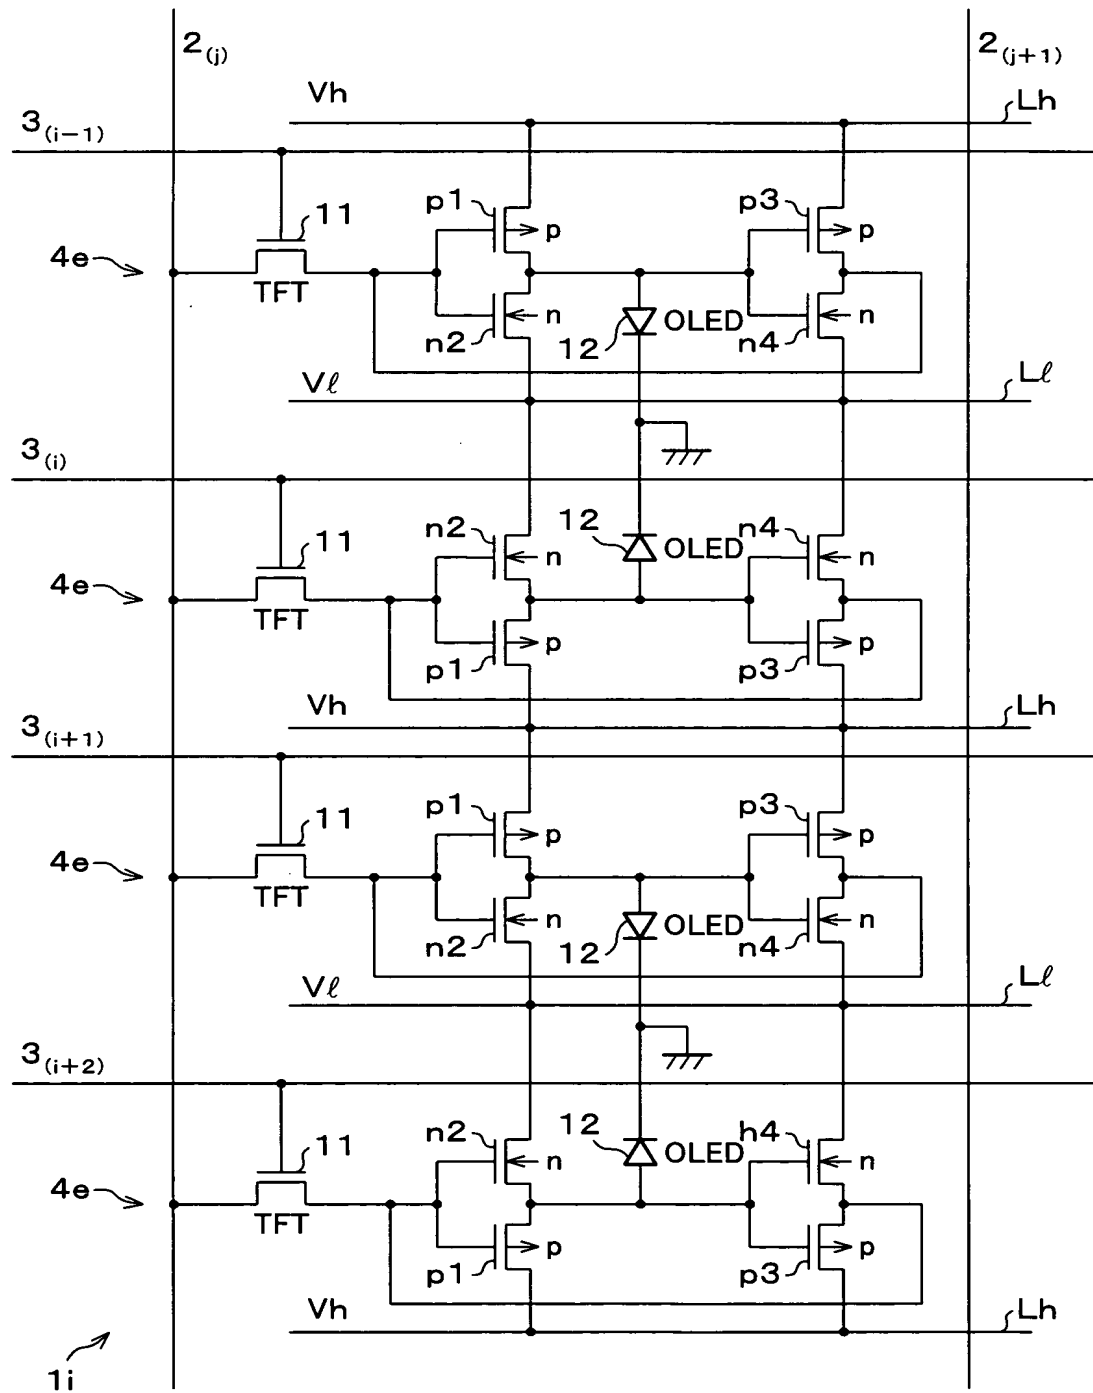 2(j)
2(j+1)
Vh
Lh
3(i−1)
p1
p3
11
p
p
4e
TFT
n
OLED
n
n2
12
n4
Vℓ
Lℓ
3(i)
n2
12
n4
11
n
OLED
n
4e
TFT
p
p
p1
p3
Vh
Lh
3(i+1)
p1
p3
11
p
p
4e
TFT
n
OLED
n
n2
12
n4
Vℓ
Lℓ
3(i+2)
n2
12
h4
11
n
OLED
n
4e
TFT
p
p
p1
p3
Vh
Lh
1i